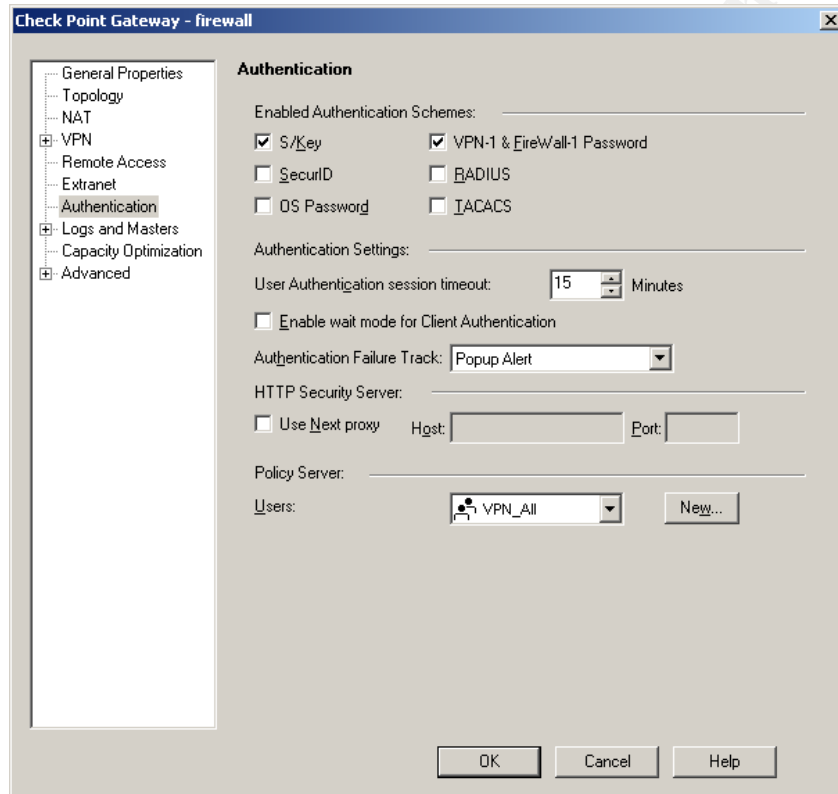 Check Point Gateway - firewall
General Properties
Topology
NAT
VPN
Remote Access
Extranet
Authentication
Logs and Masters
Capacity Optimization
Advanced
Authentication
Enabled Authentication Schemes:
S/Key VPN-1 & FireWall-1 Password
SecurID RADIUS
OS Password TACACS
Authentication Settings:
User Authentication session timeout: 15 Minutes
Enable wait mode for Client Authentication
Authentication Failure Track: Popup Alert
HTTP Security Server:
Use Next proxy Host: Port:
Policy Server:
Users: VPN_All New...
OK Cancel Help